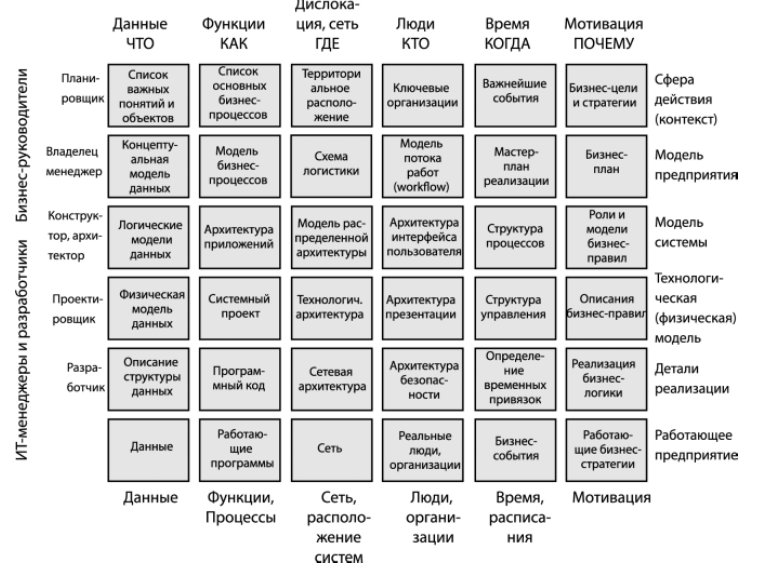 Данные
ЧТО
Функции
КАК
Дислока-
ция, сеть
ГДЕ
Люди
КТО
Время
КОГДА
Мотивация
ПОЧЕМУ
Бизнес-руководители
Плани-
ровщик
Список
важных
понятий и
объектов
Список
основных
бизнес-
процессов
Территори
альное
располо-
жение
Ключевые
организации
Важнейшие
события
Бизнес-цели
и стратегии
Сфера
действия
(контекст)
Владелец
менеджер
Концепту-
альная
модель
данных
Модель
бизнес-
процессов
Схема
логистики
Модель
потока
работ
(workflow)
Мастер-
план
реализации
Бизнес-
план
Модель
предприятия
ИТ-менеджеры и разработчики
Конструк-
тор, архи-
тектор
Логические
модели
данных
Архитектура
приложений
Модель рас-
пределенной
архитектуры
Архитектура
интерфейса
пользователя
Структура
процессов
Роли и
модели
бизнес-
правил
Модель
системы
Проекти-
ровщик
Физическая
модель
данных
Системный
проект
Технологич.
архитектура
Архитектура
презентации
Структура
управления
Описания
бизнес-правил
Технологи-
ческая
(физическая)
модель
Разра-
ботчик
Описание
структуры
данных
Програм-
мный код
Сетевая
архитектура
Архитектура
безопас-
ности
Определе-
ние
временных
привязок
Реализация
бизнес-
логики
Детали
реализации
Данные
Работаю-
щие
программы
Сеть
Реальные
люди,
организации
Бизнес-
события
Работаю-
щие бизнес-
стратегии
Работающее
предприятие
Данные
Функции,
Процессы
Сеть,
располо-
жение
систем
Люди,
органи-
зации
Время,
расписа-
ния
Мотивация